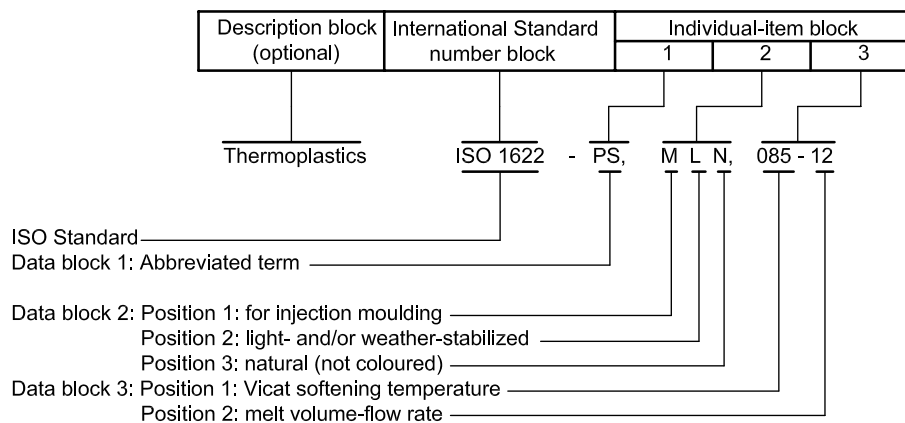 Description block (optional)
International Standard number block
Individual-item block
1 2 3
Thermoplastics ISO 1622 - PS, M L N, 085 - 12
ISO Standard
Data block 1: Abbreviated term
Data block 2: Position 1: for injection moulding
Position 2: light- and/or weather-stabilized
Position 3: natural (not coloured)
Data block 3: Position 1: Vicat softening temperature
Position 2: melt volume-flow rate